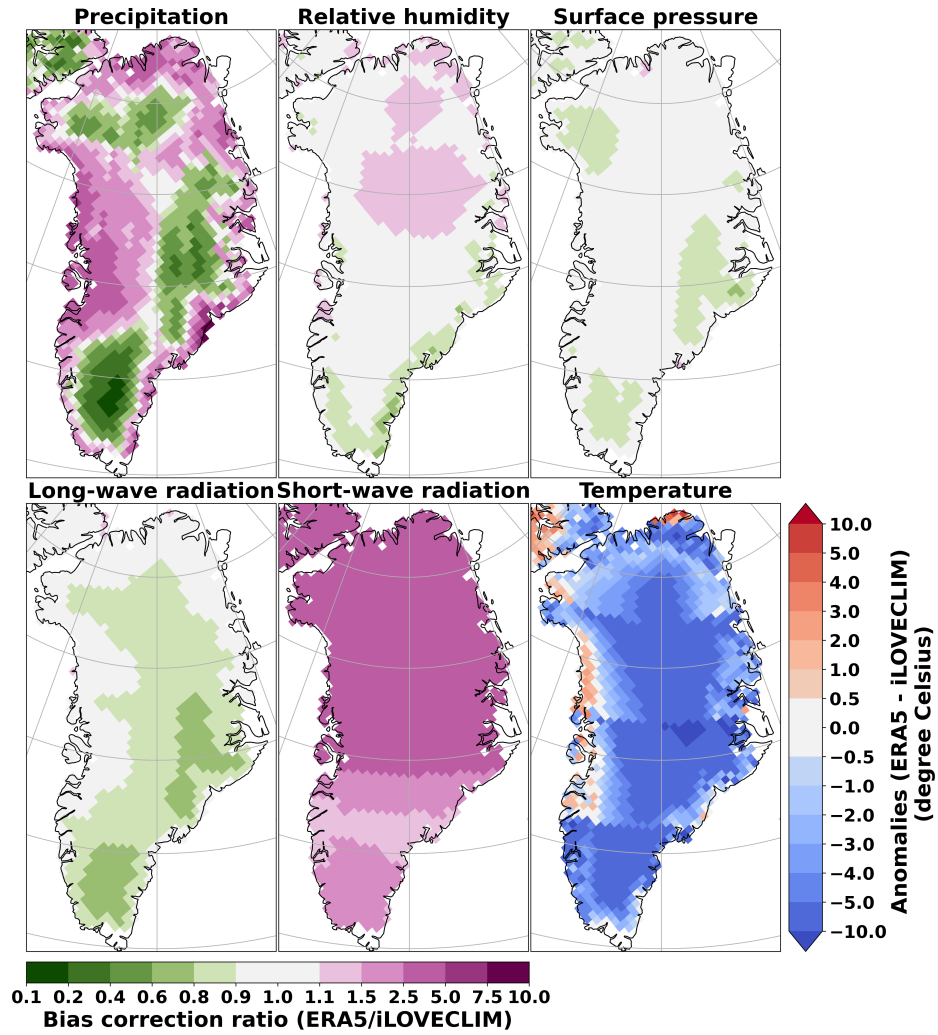 Precipitation
Relative humidity
Surface pressure
Long-wave radiation
Short-wave radiation
Temperature
10.0
5.0
4.0
3.0
2.0
1.0
0.5
0.0
−0.5
−1.0
−2.0
−3.0
−4.0
−5.0
−10.0
Anomalies (ERA5 - iLOVECLIM)
(degree Celsius)
0.1 0.2 0.4 0.6 0.8 0.9 1.0 1.1 1.5 2.5 5.0 7.5 10.0
Bias correction ratio (ERA5/iLOVECLIM)